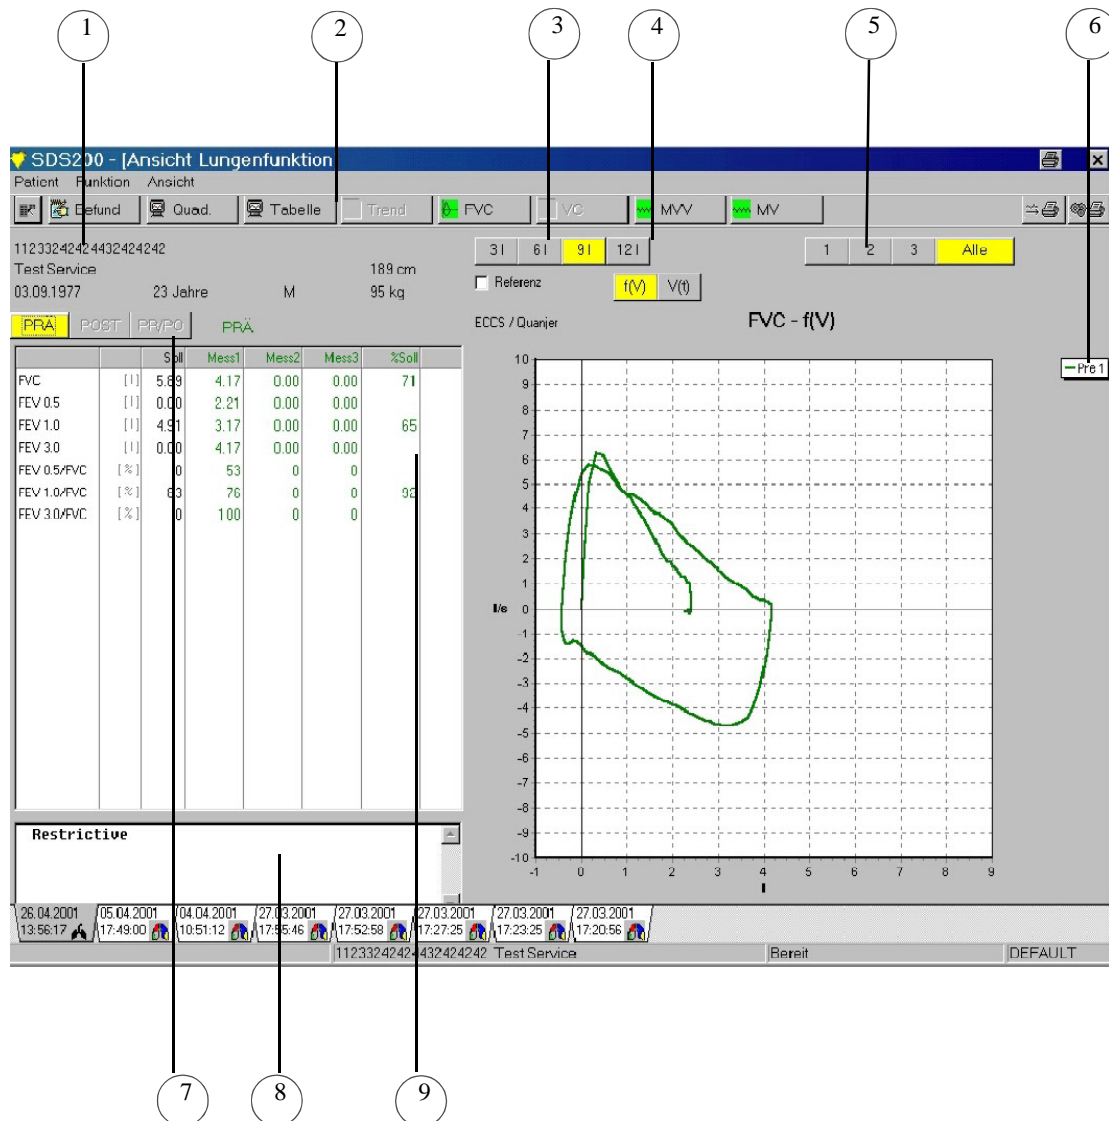 1 2 3 4 5 6
SDS200 - [Ansicht Lungenfunktion
Patient Funktion Ansicht
Befund Quad. Tabelle Trend FVC VC MVV MV
3 l 6 l 9 l 12 l 1 2 3 Alle
Test Service 189 cm
03.09.1977 23 Jahre M 95 kg
Referenz f(V) V(t)
PRÄ POST PR/PO PRÄ
ECCS / Quanjer FVC - f(V)
Soll Mess1 Mess2 Mess3 %Soll
FVC [ l ] 5.89 4.17 0.00 0.00 71
FEV 0.5 [ l ] 0.00 2.21 0.00 0.00
FEV 1.0 [ l ] 4.91 3.17 0.00 0.00 65
FEV 3.0 [ l ] 0.00 4.17 0.00 0.00
FEV 0.5/FVC [ % ] 0 53 0 0
FEV 1.0/FVC [ % ] 83 76 0 0 92
FEV 3.0/FVC [ % ] 0 100 0 0
Pre 1
10
9
8
7
6
5
4
3
2
1
l/s 0
-1
-2
-3
-4
-5
-6
-7
-8
-9
-10
-1 0 1 2 3 4 5 6 7 8 9
l
Restrictive
26.04.2001 05.04.2001 04.04.2001 27.03.2001 27.03.2001 27.03.2001 27.03.2001 27.03.2001
13:56:17 17:49:00 10:51:12 17:55:46 17:52:58 17:27:25 17:23:25 17:20:56
Test Service Bereit DEFAULT
7 8 9